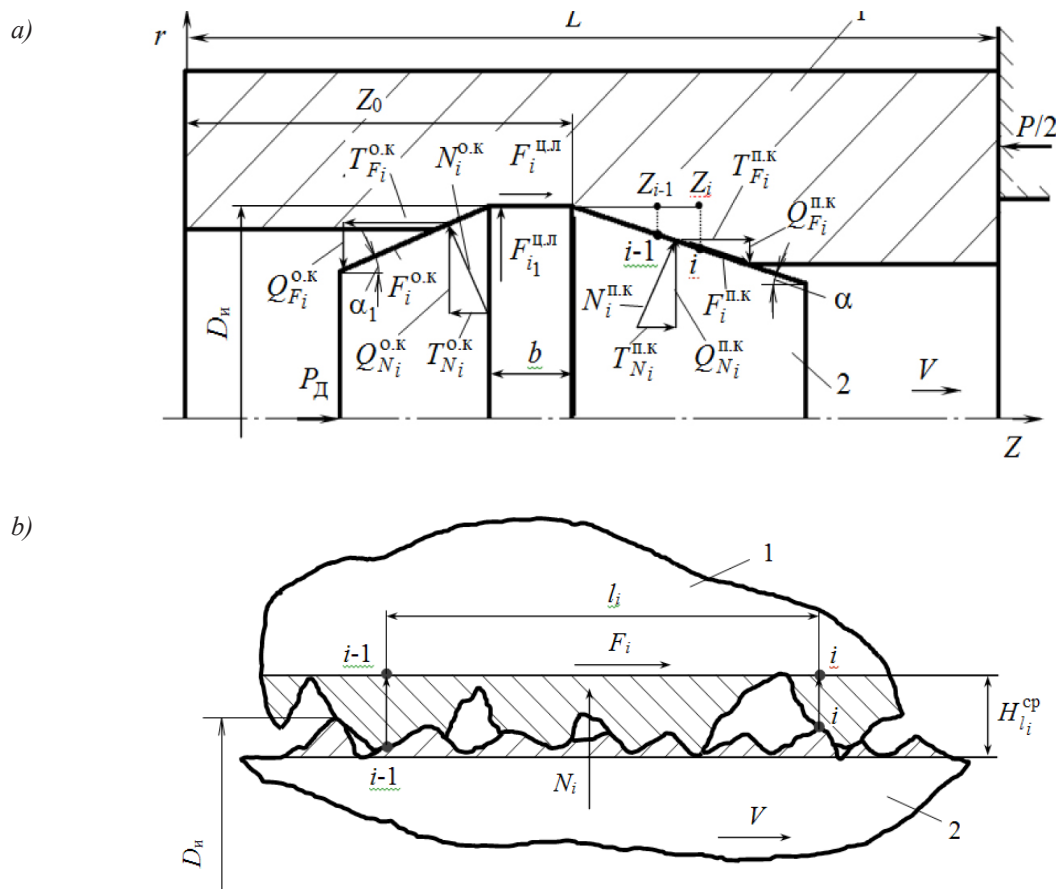 a)
r
L
1
Z₀
P/2
T_{F_i}^{о.к}
N_i^{о.к}
F_i^{ц.л}
T_{F_i}^{п.к}
Z_{i-1}
Z_i
Q_{F_i}^{п.к}
Q_{F_i}^{о.к}
F_i^{о.к}
F_{i_1}^{ц.л}
i-1
i
N_i^{п.к}
F_i^{п.к}
α
α₁
D_и
Q_{N_i}^{о.к}
T_{N_i}^{о.к}
b
T_{N_i}^{п.к}
Q_{N_i}^{п.к}
2
V
P_Д
Z
b)
1
l_i
i-1
F_i
i
H_{l_i}^{ср}
i
i-1
N_i
V
2
D_и